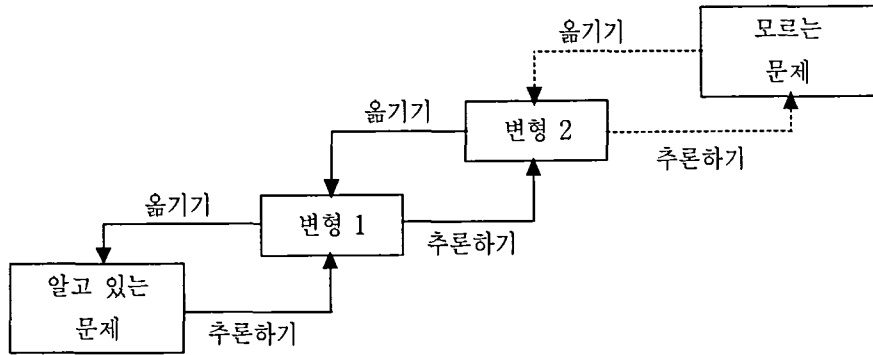 옮기기
모르는
문제
옮기기
변형 2
추론하기
옮기기
변형 1
추론하기
알고 있는
문제
추론하기